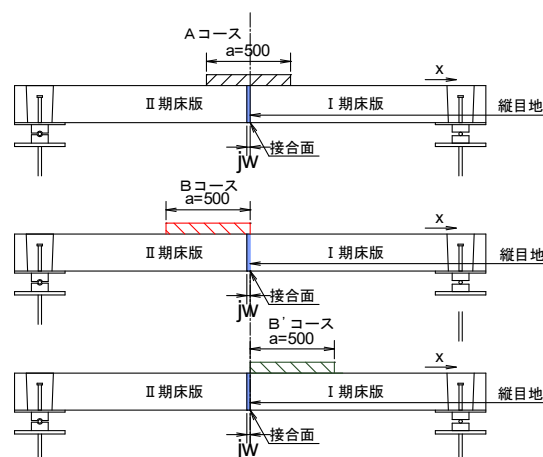 Aコース
a=500
x
Ⅱ期床版
Ⅰ期床版
縦目地
接合面
jw
Bコース
a=500
x
Ⅱ期床版
Ⅰ期床版
縦目地
接合面
jw
B'コース
a=500
x
Ⅱ期床版
Ⅰ期床版
縦目地
接合面
jw